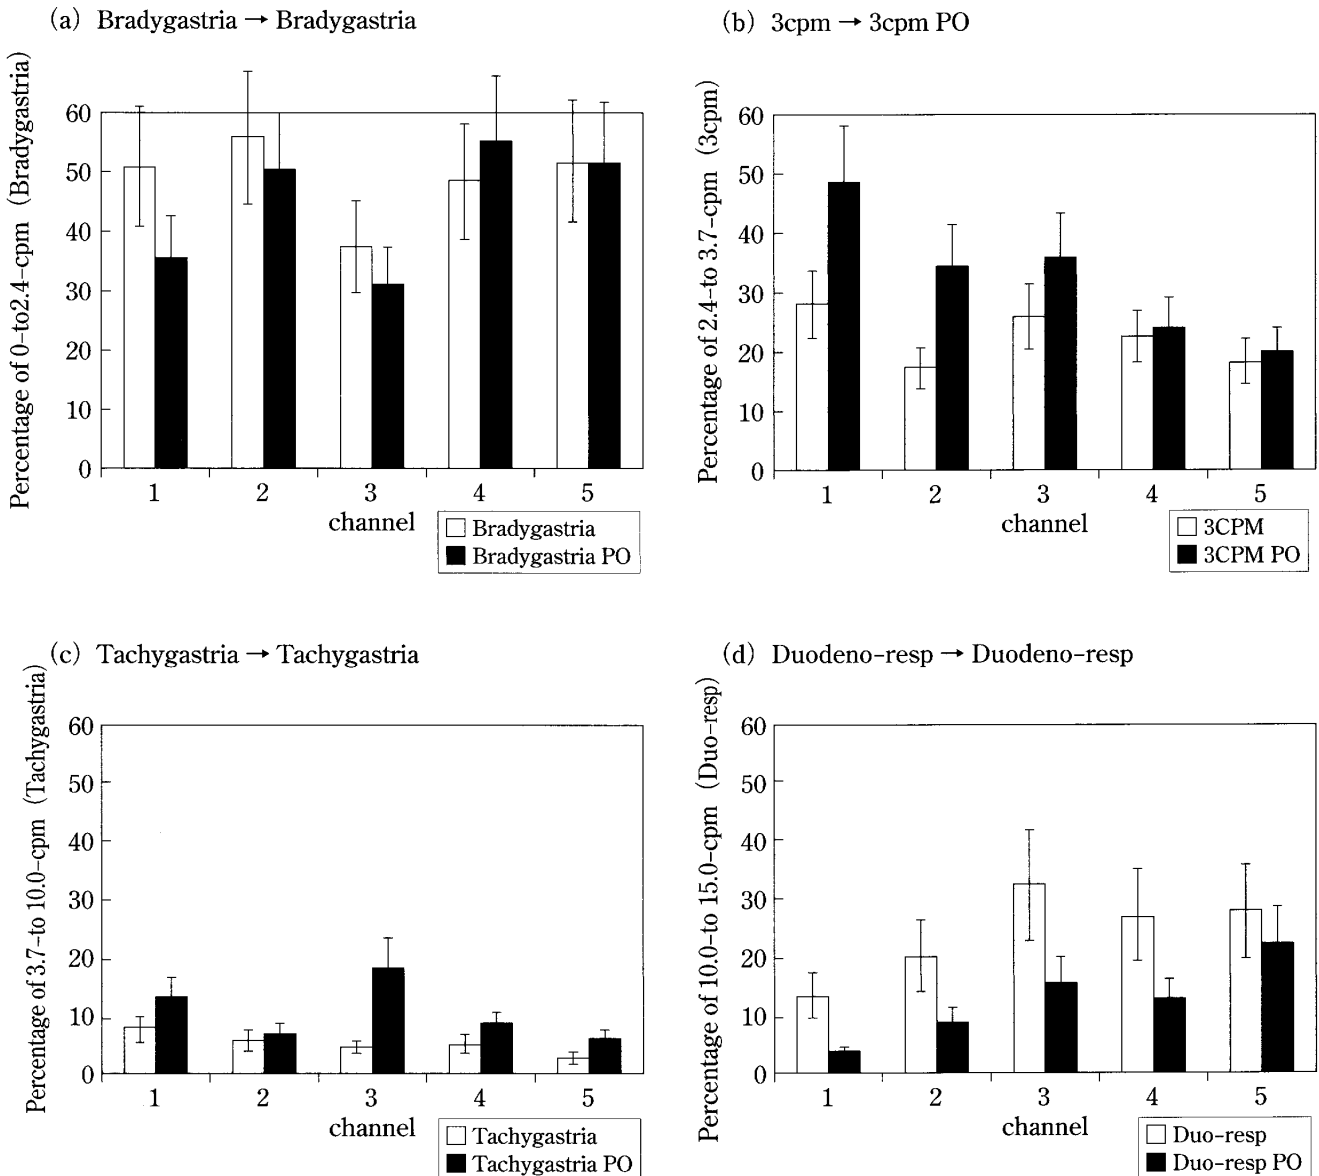 (a) Bradygastria → Bradygastria
Percentage of 0-to2.4-cpm (Bradygastria)
60
50
40
30
20
10
0
1 2 3 4 5
channel
Bradygastria
Bradygastria PO
(b) 3cpm → 3cpm PO
Percentage of 2.4-to 3.7-cpm (3cpm)
60
50
40
30
20
10
0
1 2 3 4 5
channel
3CPM
3CPM PO
(c) Tachygastria → Tachygastria
Percentage of 3.7-to 10.0-cpm (Tachygastria)
60
50
40
30
20
10
0
1 2 3 4 5
channel
Tachygastria
Tachygastria PO
(d) Duodeno-resp → Duodeno-resp
Percentage of 10.0-to 15.0-cpm (Duo-resp)
60
50
40
30
20
10
0
1 2 3 4 5
channel
Duo-resp
Duo-resp PO